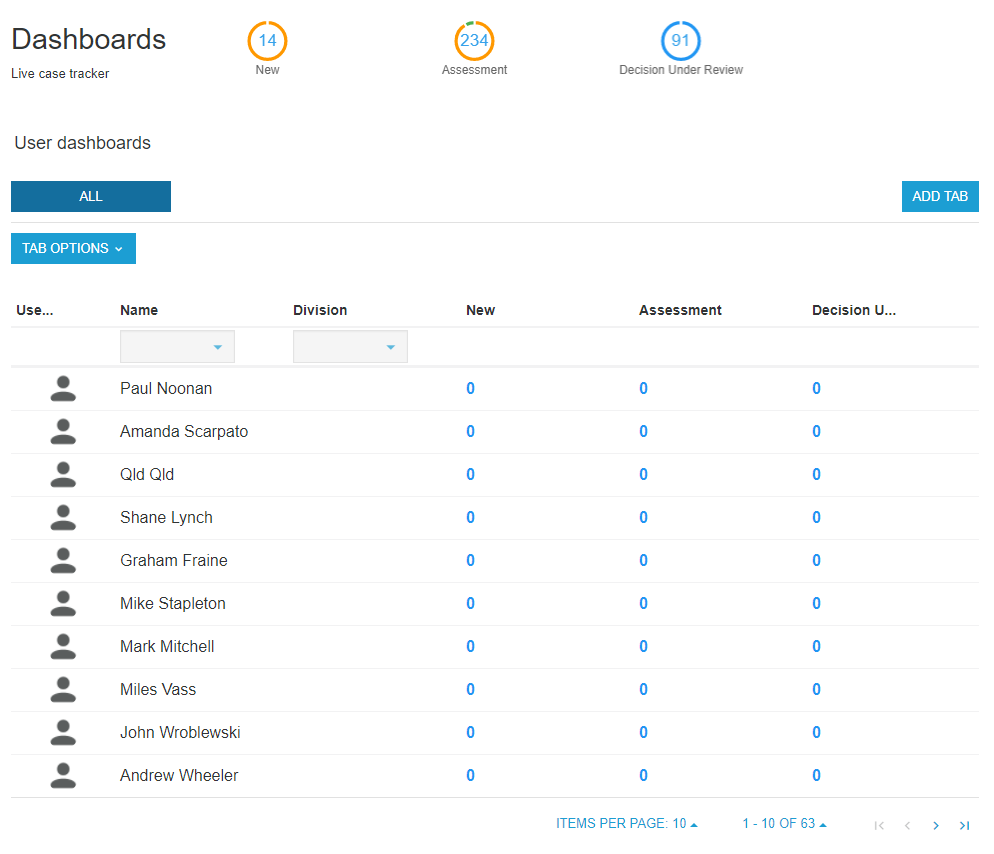 Dashboards
Live case tracker
14
New
234
Assessment
91
Decision Under Review
User dashboards
ALL
ADD TAB
TAB OPTIONS
Use... Name Division New Assessment Decision U...
Paul Noonan 0 0 0
Amanda Scarpato 0 0 0
Qld Qld 0 0 0
Shane Lynch 0 0 0
Graham Fraine 0 0 0
Mike Stapleton 0 0 0
Mark Mitchell 0 0 0
Miles Vass 0 0 0
John Wroblewski 0 0 0
Andrew Wheeler 0 0 0
ITEMS PER PAGE: 10 1 - 10 OF 63